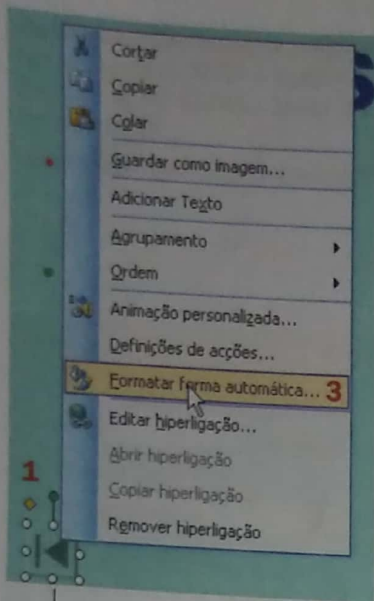 S
Cortar
Copiar
Colar
Guardar como imagem...
Adicionar Texto
Agrupamento
Ordem
Animação personalizada...
Definições de acções...
Formatar forma automática... 3
Editar hiperligação...
Abrir hiperligação
Copiar hiperligação
Remover hiperligação
1